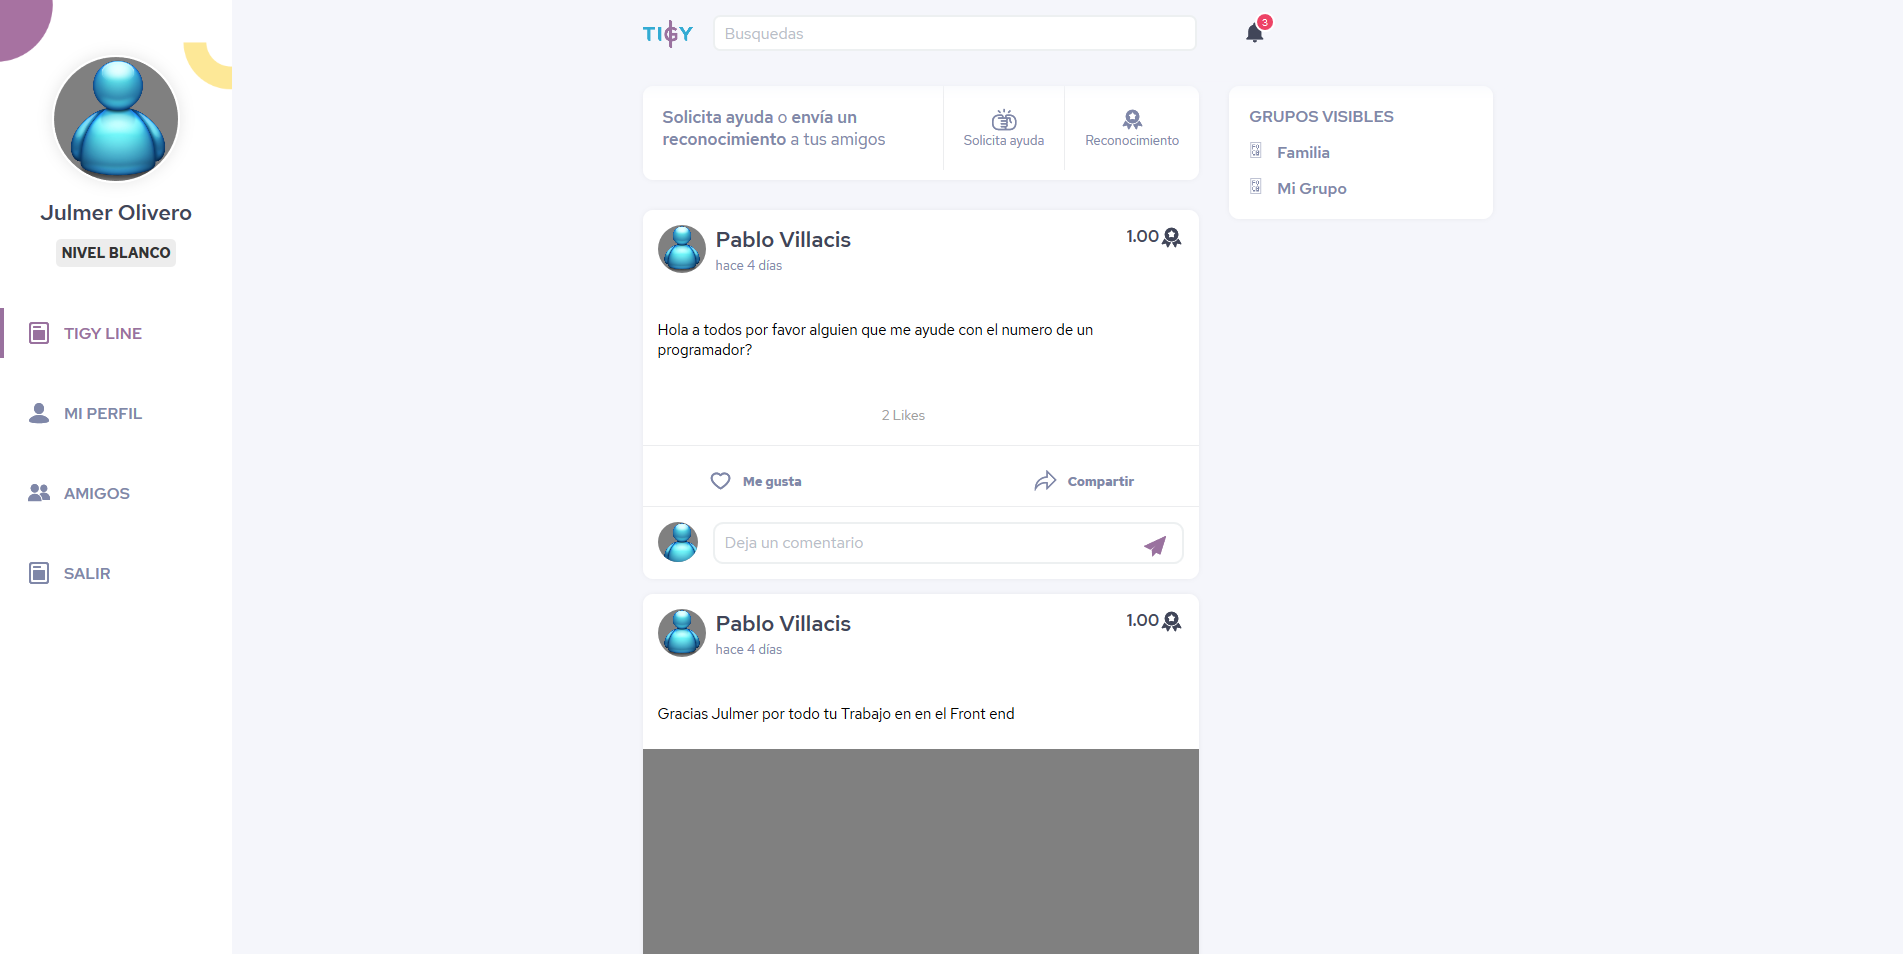 TIGY
Busquedas
3
Julmer Olivero
NIVEL BLANCO
TIGY LINE
MI PERFIL
AMIGOS
SALIR
Solicita ayuda o envía un
reconocimiento a tus amigos
Solicita ayuda
Reconocimiento
Pablo Villacis
1.00
hace 4 días
Hola a todos por favor alguien que me ayude con el numero de un
programador?
2 Likes
Me gusta
Compartir
Deja un comentario
Pablo Villacis
1.00
hace 4 días
Gracias Julmer por todo tu Trabajo en en el Front end
GRUPOS VISIBLES
Familia
Mi Grupo